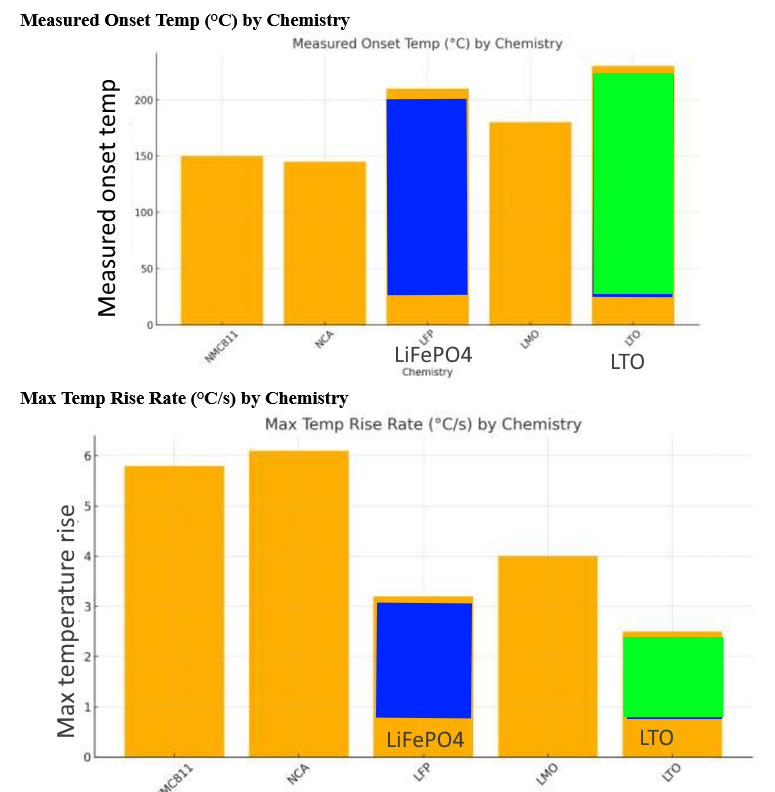 Measured Onset Temp (°C) by Chemistry
Measured Onset Temp (°C) by Chemistry
Measured onset temp
200
150
100
50
0
NMC811
NCA
LFP
LMO
LTO
LiFePO4
LTO
Chemistry
Max Temp Rise Rate (°C/s) by Chemistry
Max Temp Rise Rate (°C/s) by Chemistry
Max temperature rise
6
5
4
3
2
1
0
LiFePO4
LTO
MC811
NCA
LFP
LMO
LTO